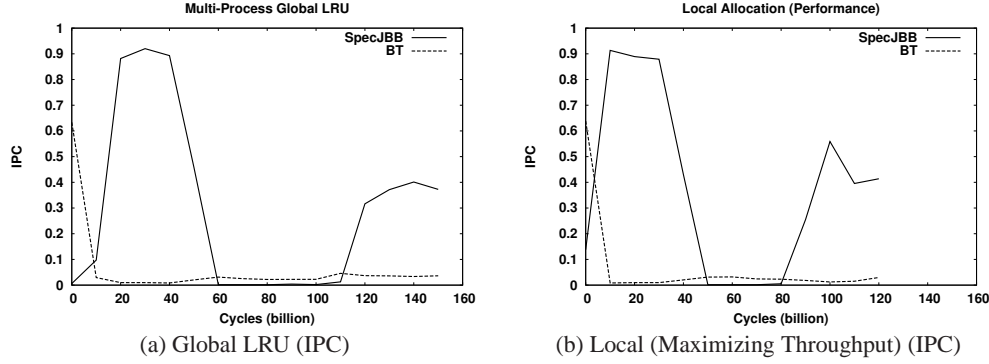 Multi-Process Global LRU
SpecJBB
BT
1
0.9
0.8
0.7
0.6
0.5
0.4
0.3
0.2
0.1
0
IPC
0 20 40 60 80 100 120 140 160
Cycles (billion)
(a) Global LRU (IPC)
Local Allocation (Performance)
SpecJBB
BT
1
0.9
0.8
0.7
0.6
0.5
0.4
0.3
0.2
0.1
0
IPC
0 20 40 60 80 100 120 140 160
Cycles (billion)
(b) Local (Maximizing Throughput) (IPC)